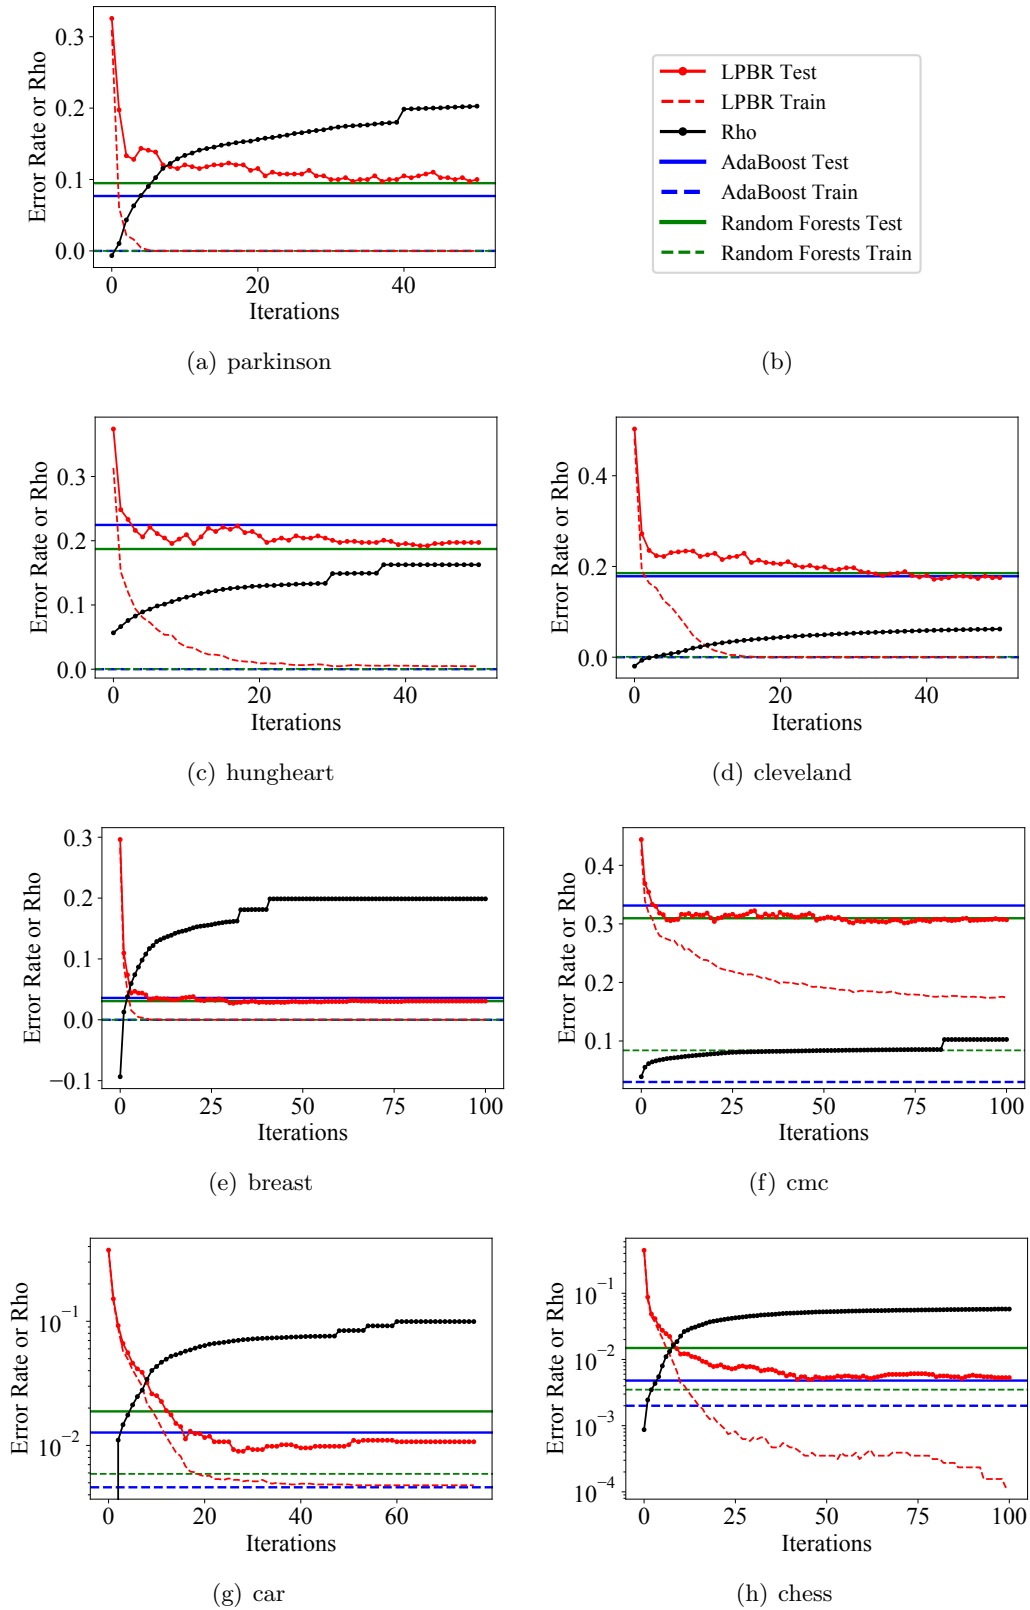 Error Rate or Rho
0.3
0.2
0.1
0.0
0
20
40
Iterations
(a) parkinson
LPBR Test
LPBR Train
Rho
AdaBoost Test
AdaBoost Train
Random Forests Test
Random Forests Train
(b)
Error Rate or Rho
0.3
0.2
0.1
0.0
0
20
40
Iterations
(c) hungheart
Error Rate or Rho
0.4
0.2
0.0
0
20
40
Iterations
(d) cleveland
Error Rate or Rho
0.3
0.2
0.1
0.0
−0.1
0
25
50
75
100
Iterations
(e) breast
Error Rate or Rho
0.4
0.3
0.2
0.1
0
25
50
75
100
Iterations
(f) cmc
Error Rate or Rho
10−1
10−2
0
20
40
60
Iterations
(g) car
Error Rate or Rho
10−1
10−2
10−3
10−4
0
25
50
75
100
Iterations
(h) chess